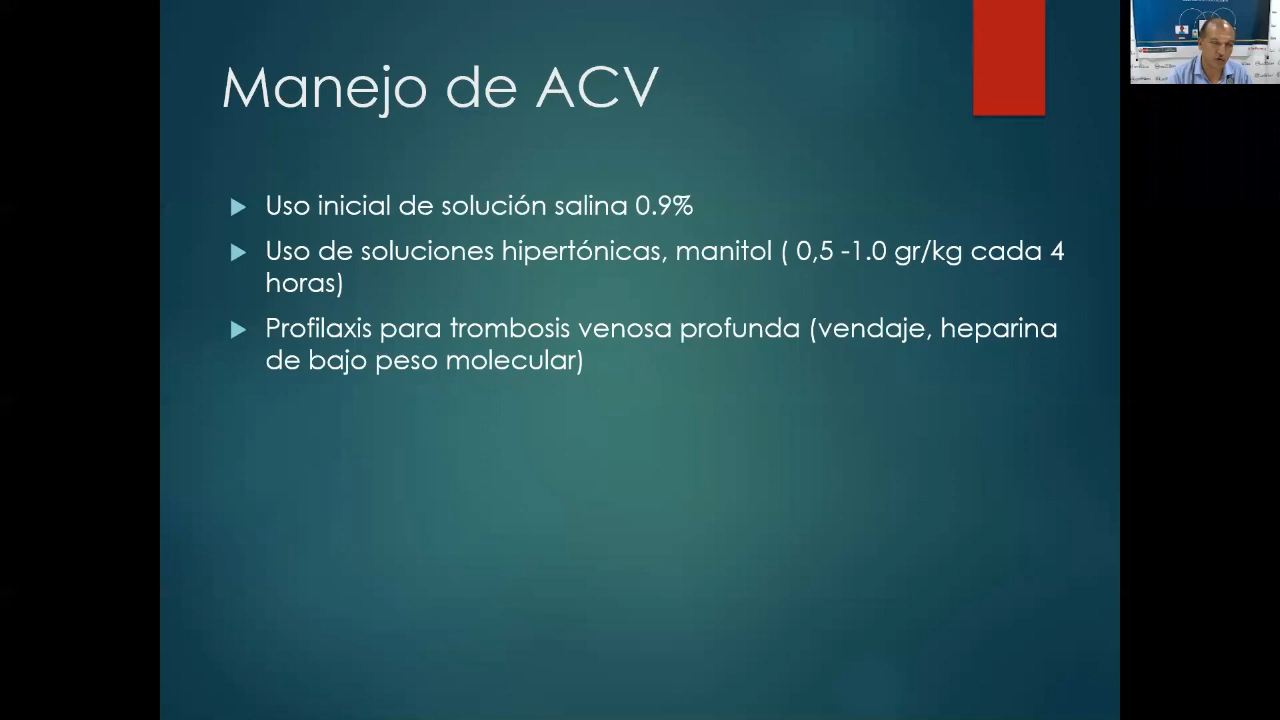 Manejo de ACV
Uso inicial de solución salina 0.9%
Uso de soluciones hipertónicas, manitol ( 0,5 -1.0 gr/kg cada 4
horas)
Profilaxis para trombosis venosa profunda (vendaje, heparina
de bajo peso molecular)